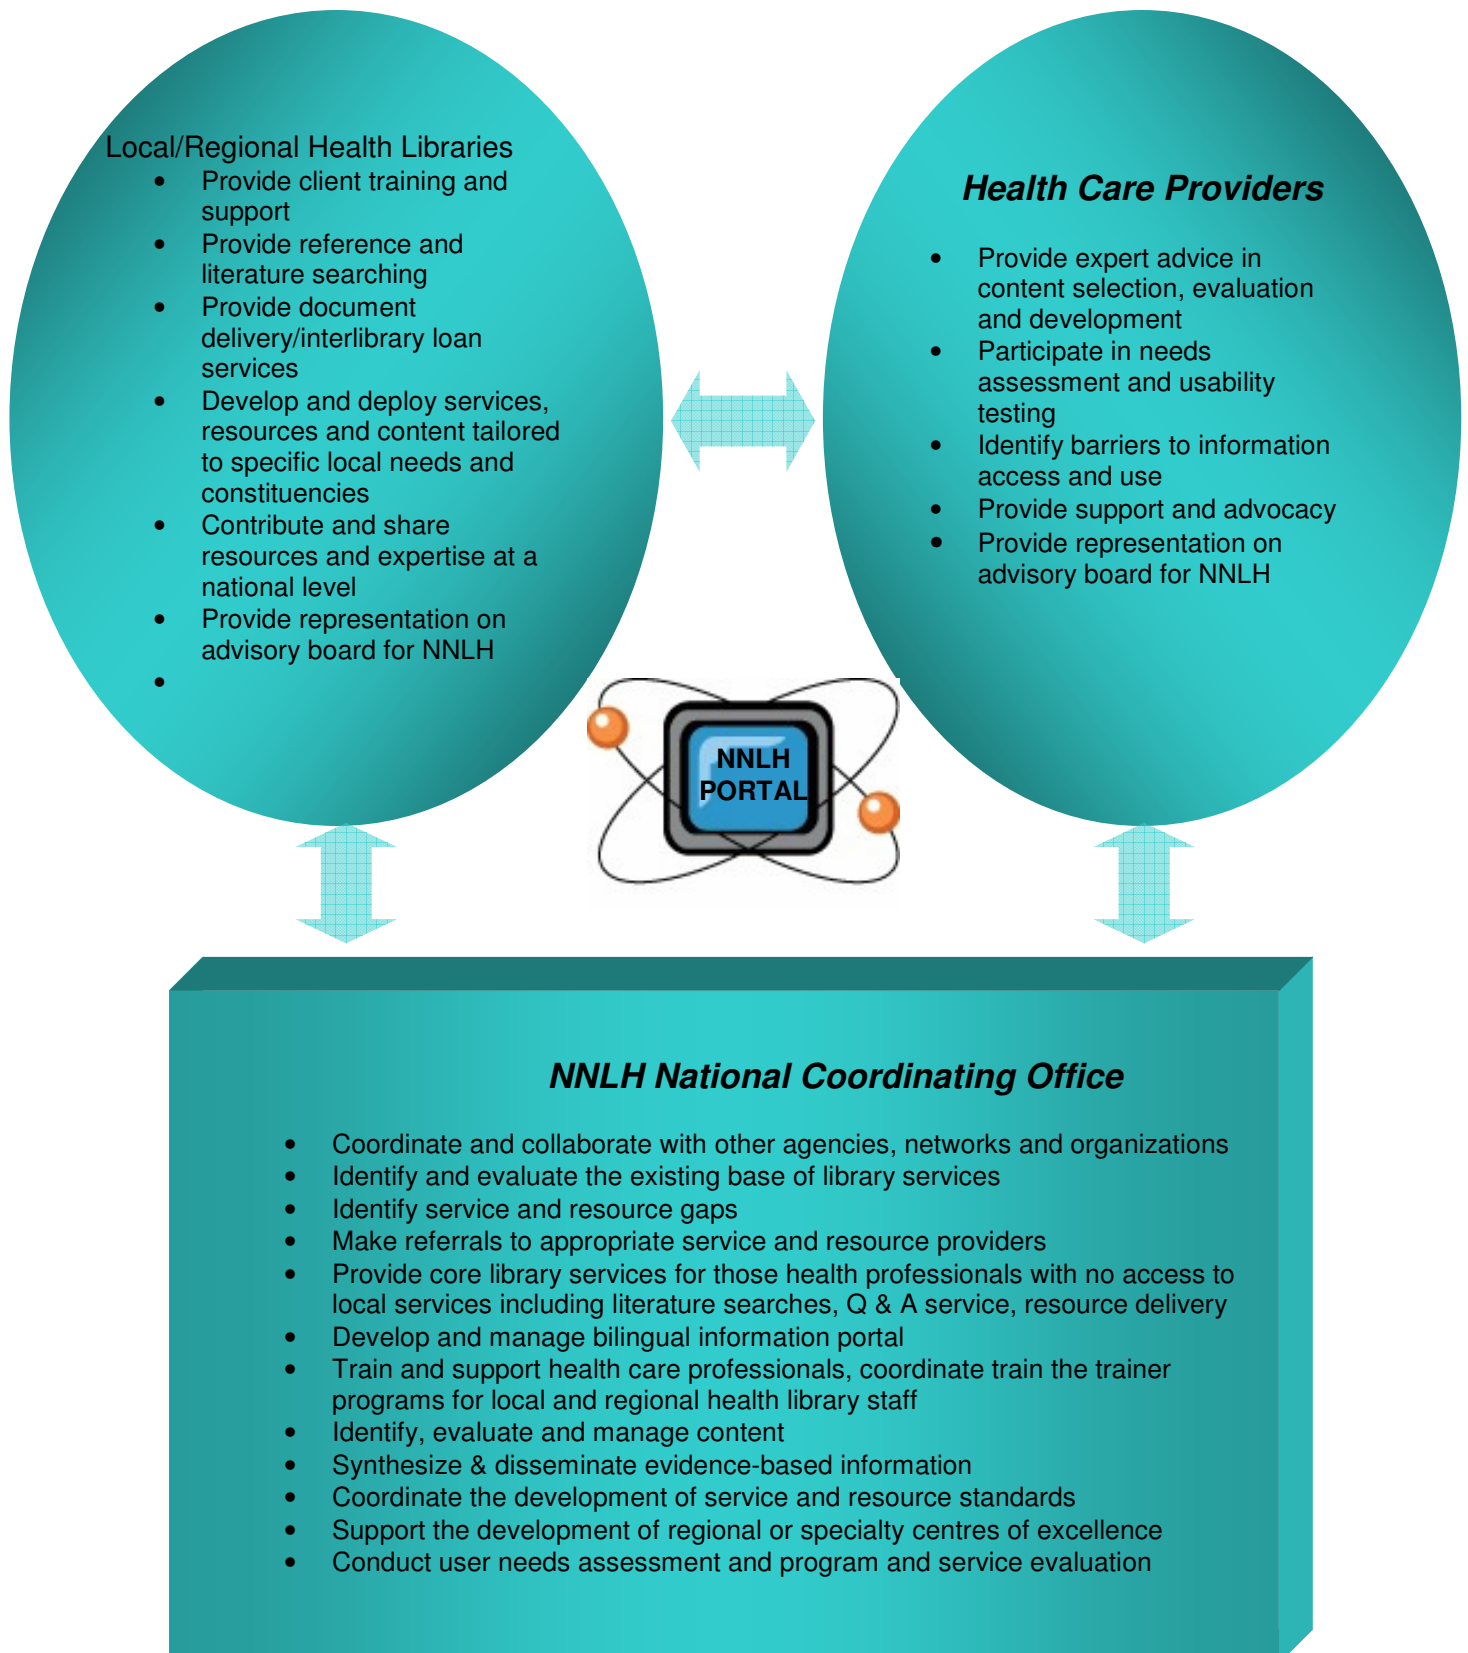 Local/Regional Health Libraries
• Provide client training and
support
• Provide reference and
literature searching
• Provide document
delivery/interlibrary loan
services
• Develop and deploy services,
resources and content tailored
to specific local needs and
constituencies
• Contribute and share
resources and expertise at a
national level
• Provide representation on
advisory board for NNLH
•
Health Care Providers
• Provide expert advice in
content selection, evaluation
and development
• Participate in needs
assessment and usability
testing
• Identify barriers to information
access and use
• Provide support and advocacy
• Provide representation on
advisory board for NNLH
NNLH
PORTAL
NNLH National Coordinating Office
• Coordinate and collaborate with other agencies, networks and organizations
• Identify and evaluate the existing base of library services
• Identify service and resource gaps
• Make referrals to appropriate service and resource providers
• Provide core library services for those health professionals with no access to
local services including literature searches, Q & A service, resource delivery
• Develop and manage bilingual information portal
• Train and support health care professionals, coordinate train the trainer
programs for local and regional health library staff
• Identify, evaluate and manage content
• Synthesize & disseminate evidence-based information
• Coordinate the development of service and resource standards
• Support the development of regional or specialty centres of excellence
• Conduct user needs assessment and program and service evaluation